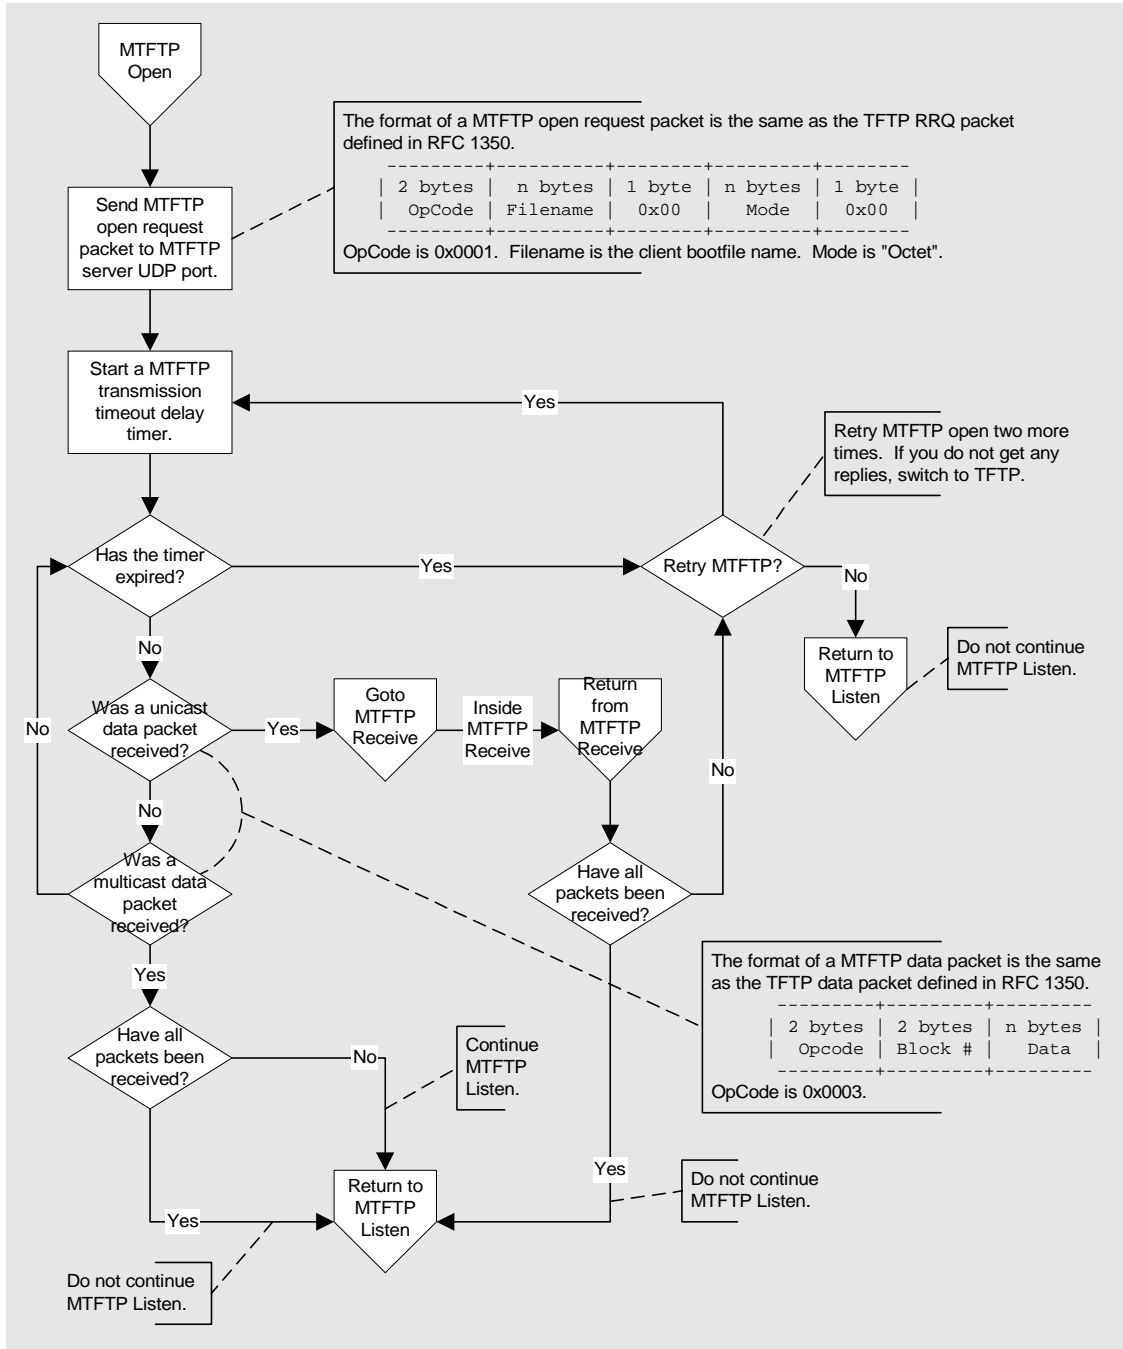 MTFTP
Open
The format of a MTFTP open request packet is the same as the TFTP RRQ packet
defined in RFC 1350.
---------+---------+--------+---------+--------
| 2 bytes | n bytes | 1 byte | n bytes | 1 byte |
| OpCode | Filename | 0x00 | Mode | 0x00 |
---------+---------+--------+---------+--------
OpCode is 0x0001. Filename is the client bootfile name. Mode is "Octet".
Send MTFTP
open request
packet to MTFTP
server UDP port.
Start a MTFTP
transmission
timeout delay
timer.
Yes
Retry MTFTP open two more
times. If you do not get any
replies, switch to TFTP.
Has the timer
expired?
Yes
Retry MTFTP?
No
No
Return to
MTFTP
Listen
Do not continue
MTFTP Listen.
No
Was a unicast
data packet
received?
Yes
Goto
MTFTP
Receive
Inside
MTFTP
Receive
Return
from
MTFTP
Receive
No
No
Was a
multicast data
packet
received?
Have all
packets been
received?
Yes
The format of a MTFTP data packet is the same
as the TFTP data packet defined in RFC 1350.
---------+---------+---------
| 2 bytes | 2 bytes | n bytes |
| Opcode | Block # | Data |
---------+---------+---------
OpCode is 0x0003.
Have all
packets been
received?
No
Continue
MTFTP
Listen.
Yes
Do not continue
MTFTP Listen.
Return to
MTFTP
Listen
Yes
Do not continue
MTFTP Listen.